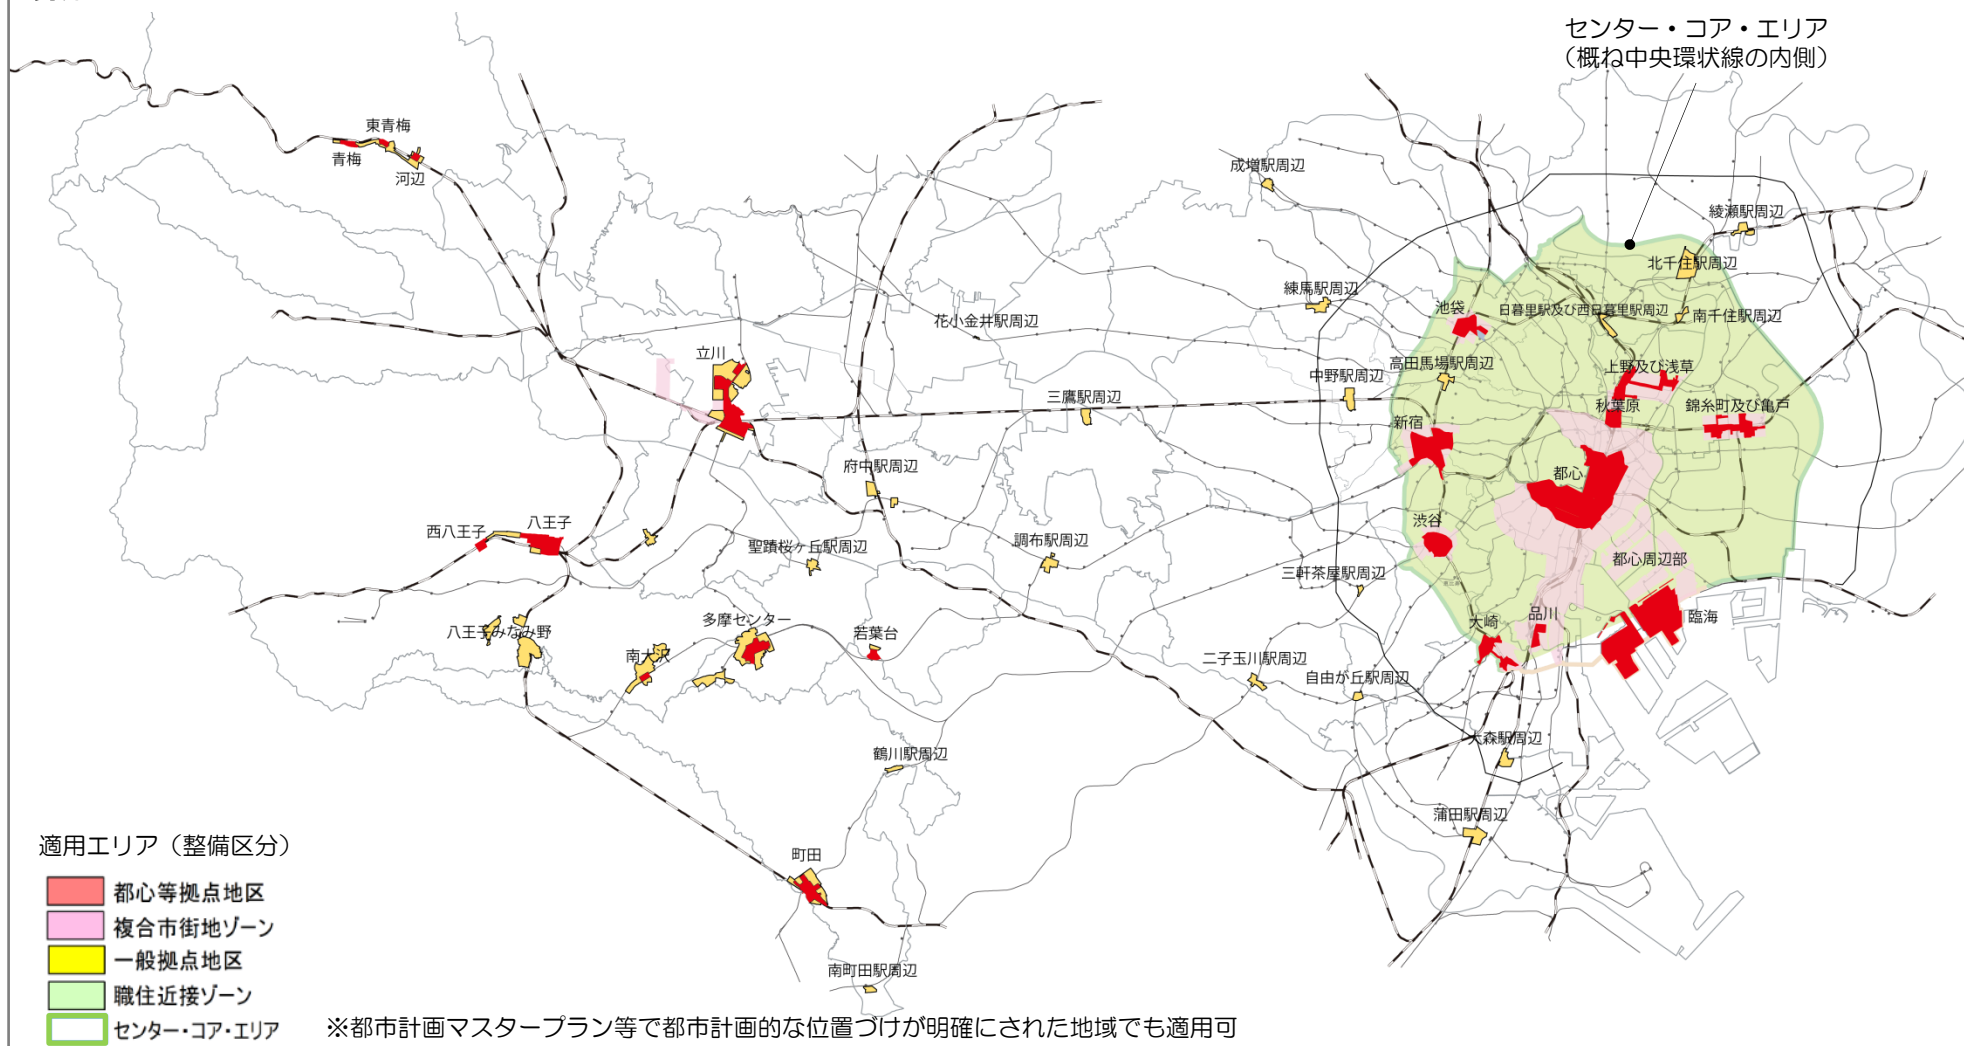 センター・コア・エリア
（概ね中央環状線の内側）
東青梅
青梅
河辺
成増駅周辺
綾瀬駅周辺
北千住駅周辺
練馬駅周辺
池袋
日暮里駅及び西日暮里駅周辺
南千住駅周辺
花小金井駅周辺
立川
高田馬場駅周辺
中野駅周辺
上野及び浅草
三鷹駅周辺
秋葉原
錦糸町及び亀戸
新宿
府中駅周辺
都心
西八王子
八王子
渋谷
聖蹟桜ヶ丘駅周辺
調布駅周辺
都心周辺部
三軒茶屋駅周辺
八王子みなみ野
多摩センター
若葉台
大崎
品川
臨海
南大沢
二子玉川駅周辺
自由が丘駅周辺
鶴川駅周辺
大森駅周辺
蒲田駅周辺
町田
南町田駅周辺
適用エリア（整備区分）
都心等拠点地区
複合市街地ゾーン
一般拠点地区
職住近接ゾーン
センター・コア・エリア
※都市計画マスタープラン等で都市計画的な位置づけが明確にされた地域でも適用可